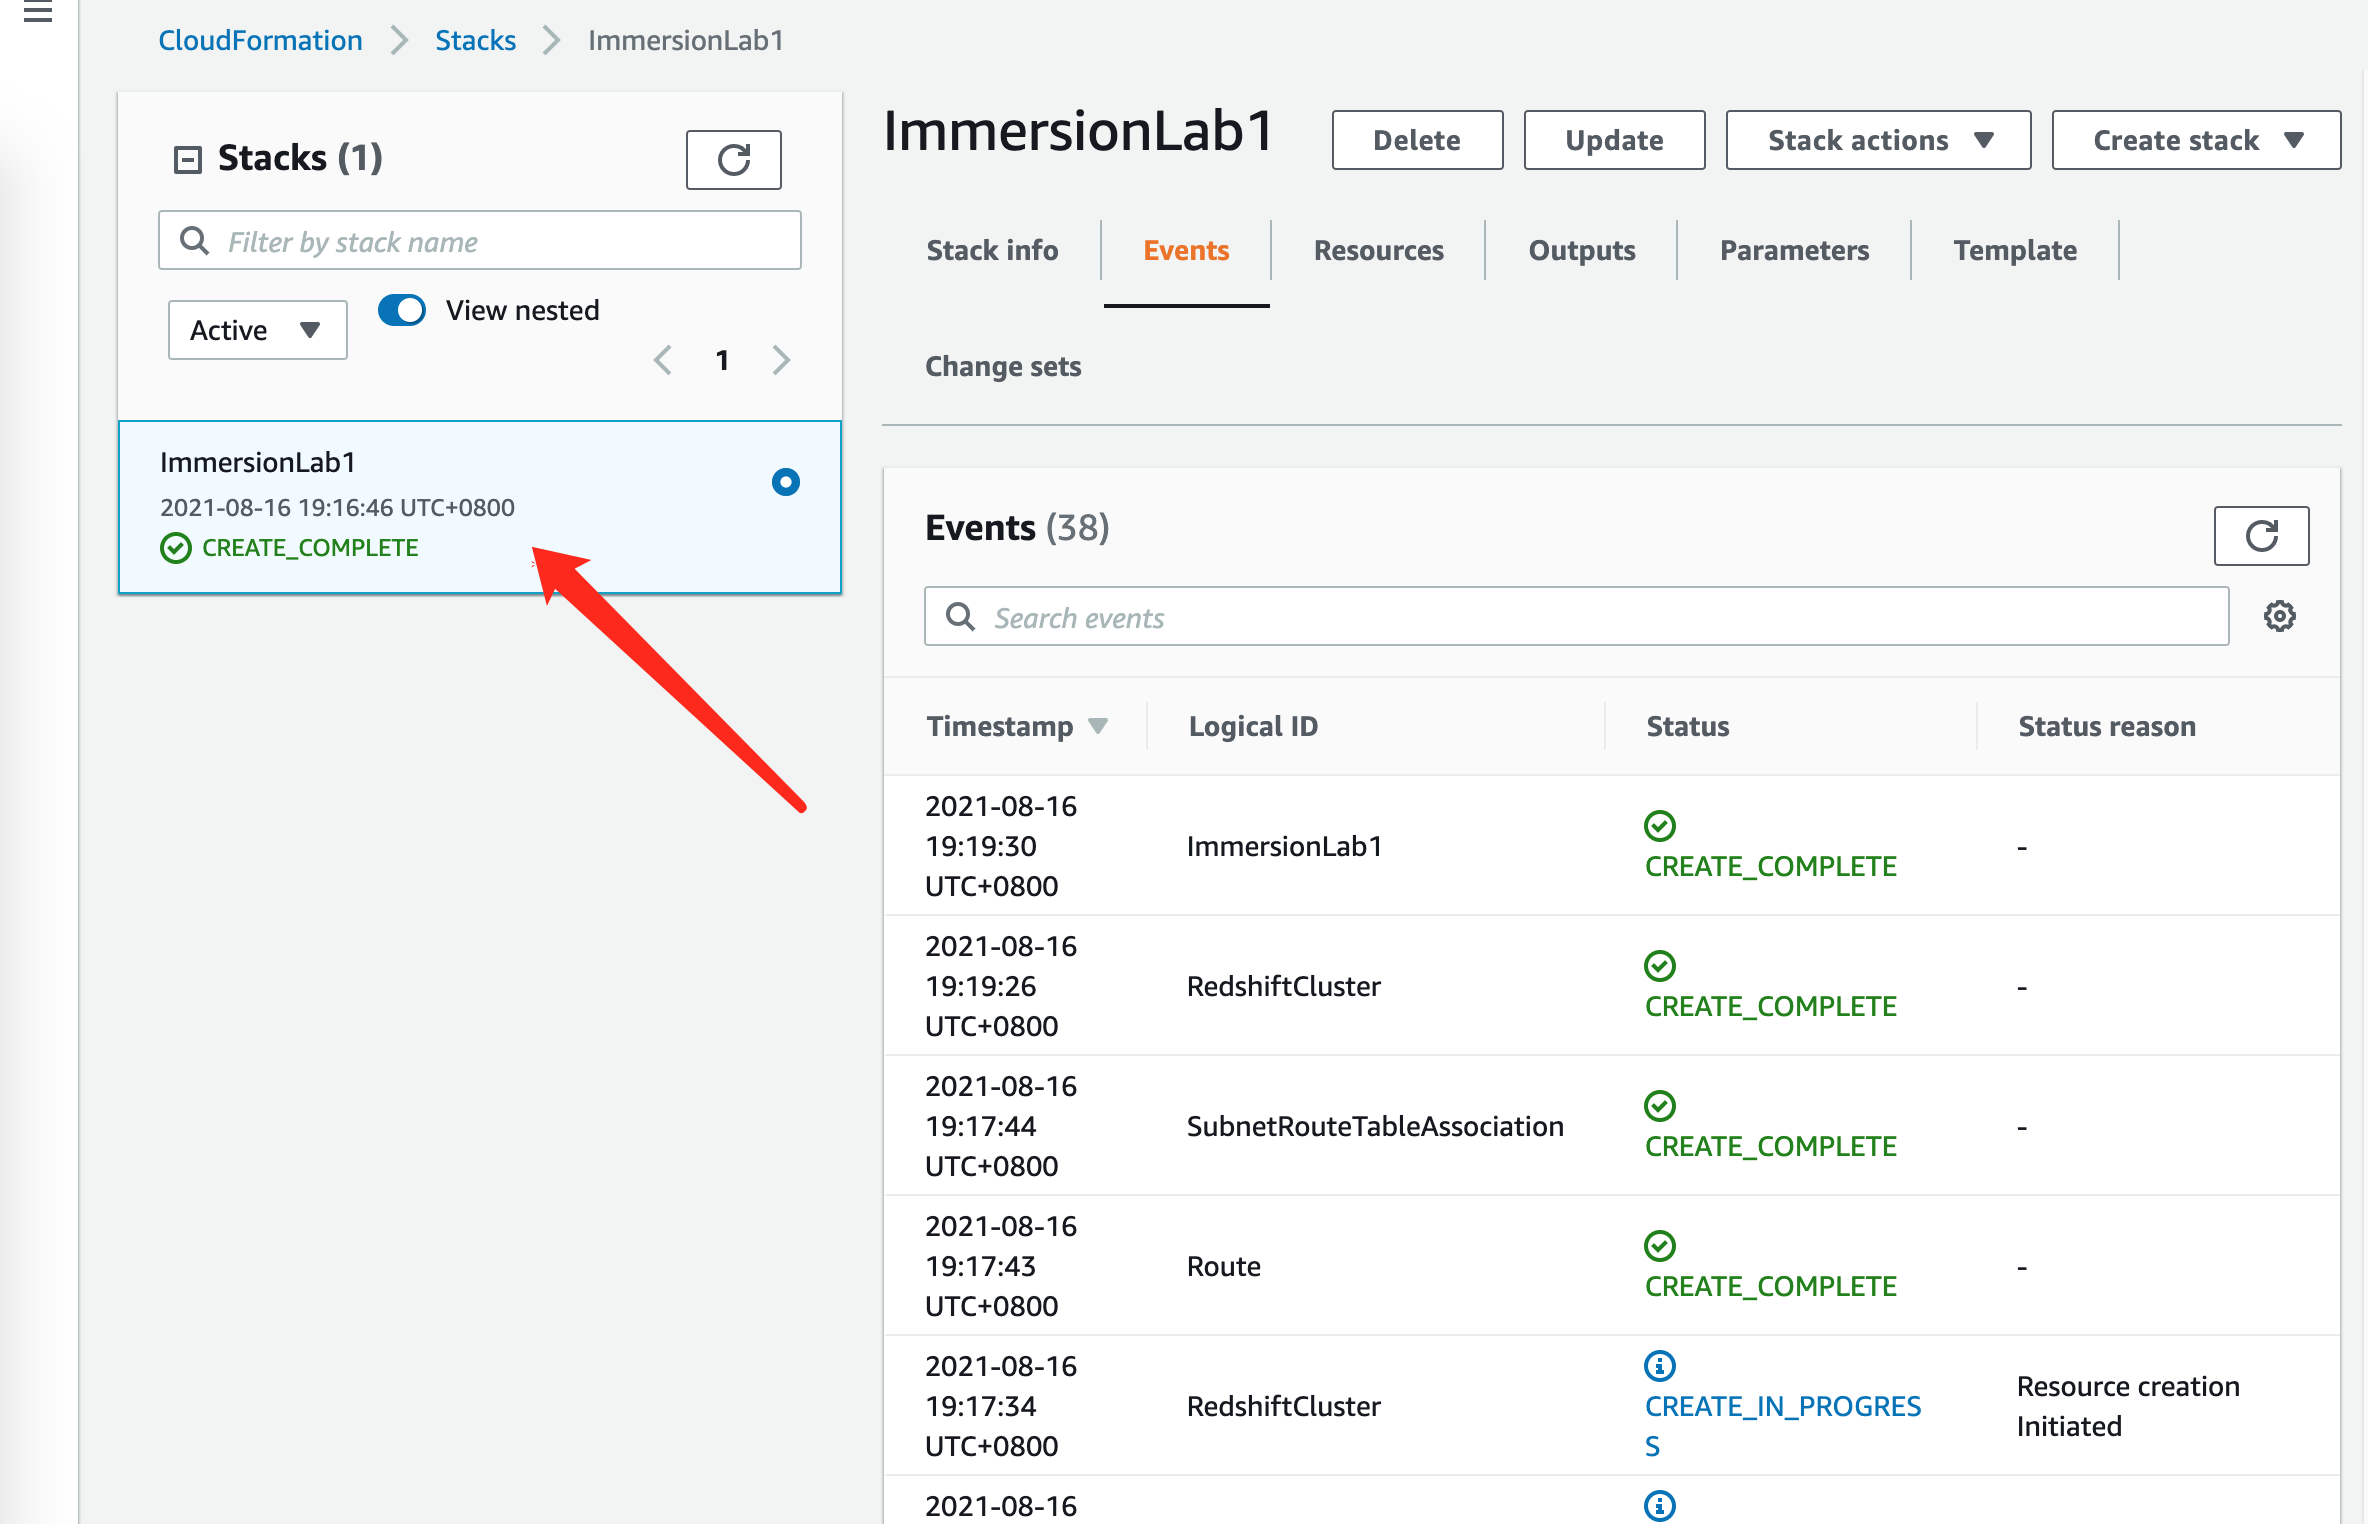 CloudFormation > Stacks > ImmersionLab1
Stacks (1)
Filter by stack name
Active
View nested
1
ImmersionLab1
2021-08-16 19:16:46 UTC+0800
CREATE_COMPLETE
ImmersionLab1
Delete
Update
Stack actions
Create stack
Stack info
Events
Resources
Outputs
Parameters
Template
Change sets
Events (38)
Search events
Timestamp
Logical ID
Status
Status reason
2021-08-16
19:19:30
UTC+0800
ImmersionLab1
CREATE_COMPLETE
-
2021-08-16
19:19:26
UTC+0800
RedshiftCluster
CREATE_COMPLETE
-
2021-08-16
19:17:44
UTC+0800
SubnetRouteTableAssociation
CREATE_COMPLETE
-
2021-08-16
19:17:43
UTC+0800
Route
CREATE_COMPLETE
-
2021-08-16
19:17:34
UTC+0800
RedshiftCluster
CREATE_IN_PROGRES
S
Resource creation
Initiated
2021-08-16